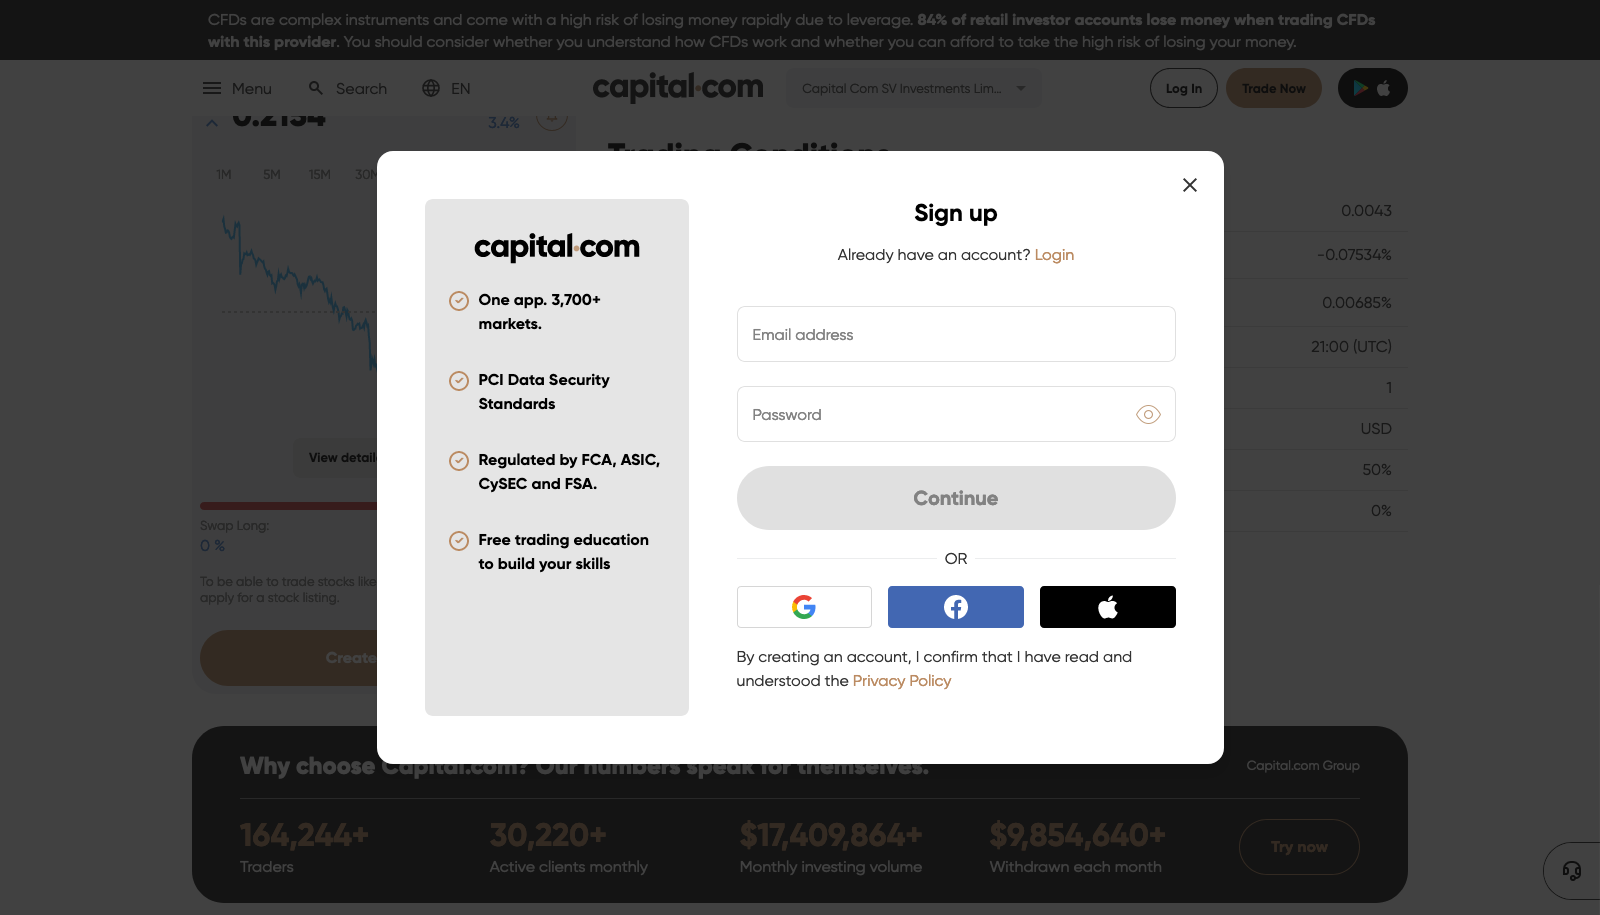 CFDs are complex instruments and come with a high risk of losing money rapidly due to leverage. 84% of retail investor accounts lose money when trading CFDs
with this provider. You should consider whether you understand how CFDs work and whether you can afford to take the high risk of losing your money.
Menu Search EN capital.com Capital Com SV Investments Lim... Log In Trade Now
0.2154 3.4%
Trading Conditions
1M 5M 15M 30M
0.0043
-0.07534%
0.00685%
21:00 (UTC)
1
USD
50%
0%
View details
Swap Long:
0 %
To be able to trade stocks like
apply for a stock listing.
Create
capital.com
One app. 3,700+
markets.
PCI Data Security
Standards
Regulated by FCA, ASIC,
CySEC and FSA.
Free trading education
to build your skills
Sign up
Already have an account? Login
Email address
Password
Continue
OR
By creating an account, I confirm that I have read and
understood the Privacy Policy
Why choose Capital.com? Our numbers speak for themselves.
Capital.com Group
164,244+ 30,220+ $17,409,864+ $9,854,640+
Traders Active clients monthly Monthly investing volume Withdrawn each month
Try now